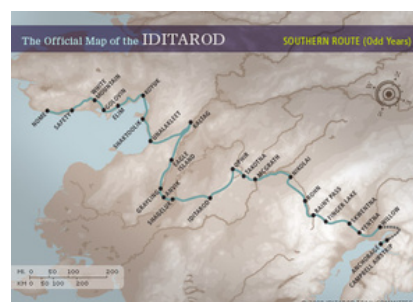 The Official Map of the IDITAROD
SOUTHERN ROUTE (Odd Years)
NOME
SAFETY
WHITE
MOUNTAIN
GOLOVIN
ELIM
KOYUK
SHAKTOOLIK
UNALAKLEET
KALTAG
EAGLE
ISLAND
GRAYLING
ANVIK
SHAGELUK
IDITAROD
OPHIR
TAKOTNA
MCGRATH
NIKOLAI
ROHN
RAINY PASS
FINGER LAKE
SKWENTNA
YENTNA
WILLOW
ANCHORAGE
CAMPBELL AIRSTRIP
MI. 0 50 100 200
KM 0 50 100 200